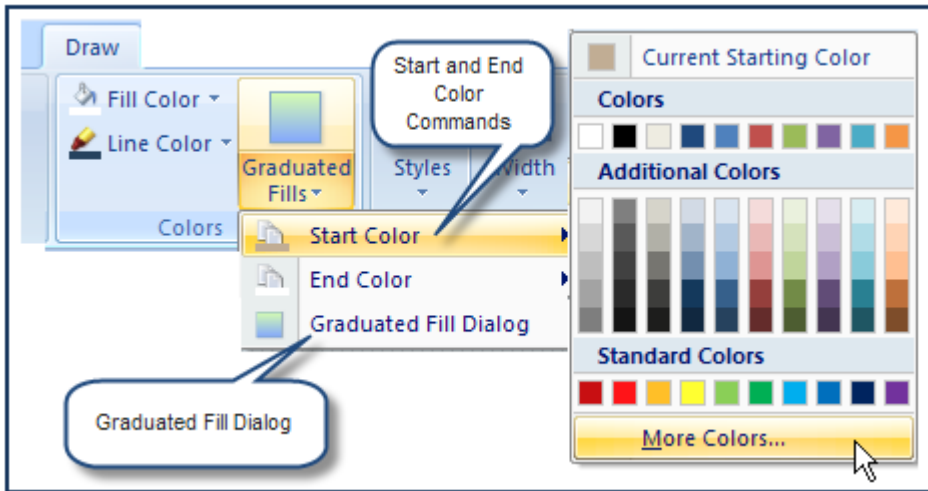 Draw
Fill Color
Line Color
Graduated
Fills
Styles
Width
Colors
Start and End
Color
Commands
Start Color
End Color
Graduated Fill Dialog
Graduated Fill Dialog
Current Starting Color
Colors
Additional Colors
Standard Colors
More Colors...